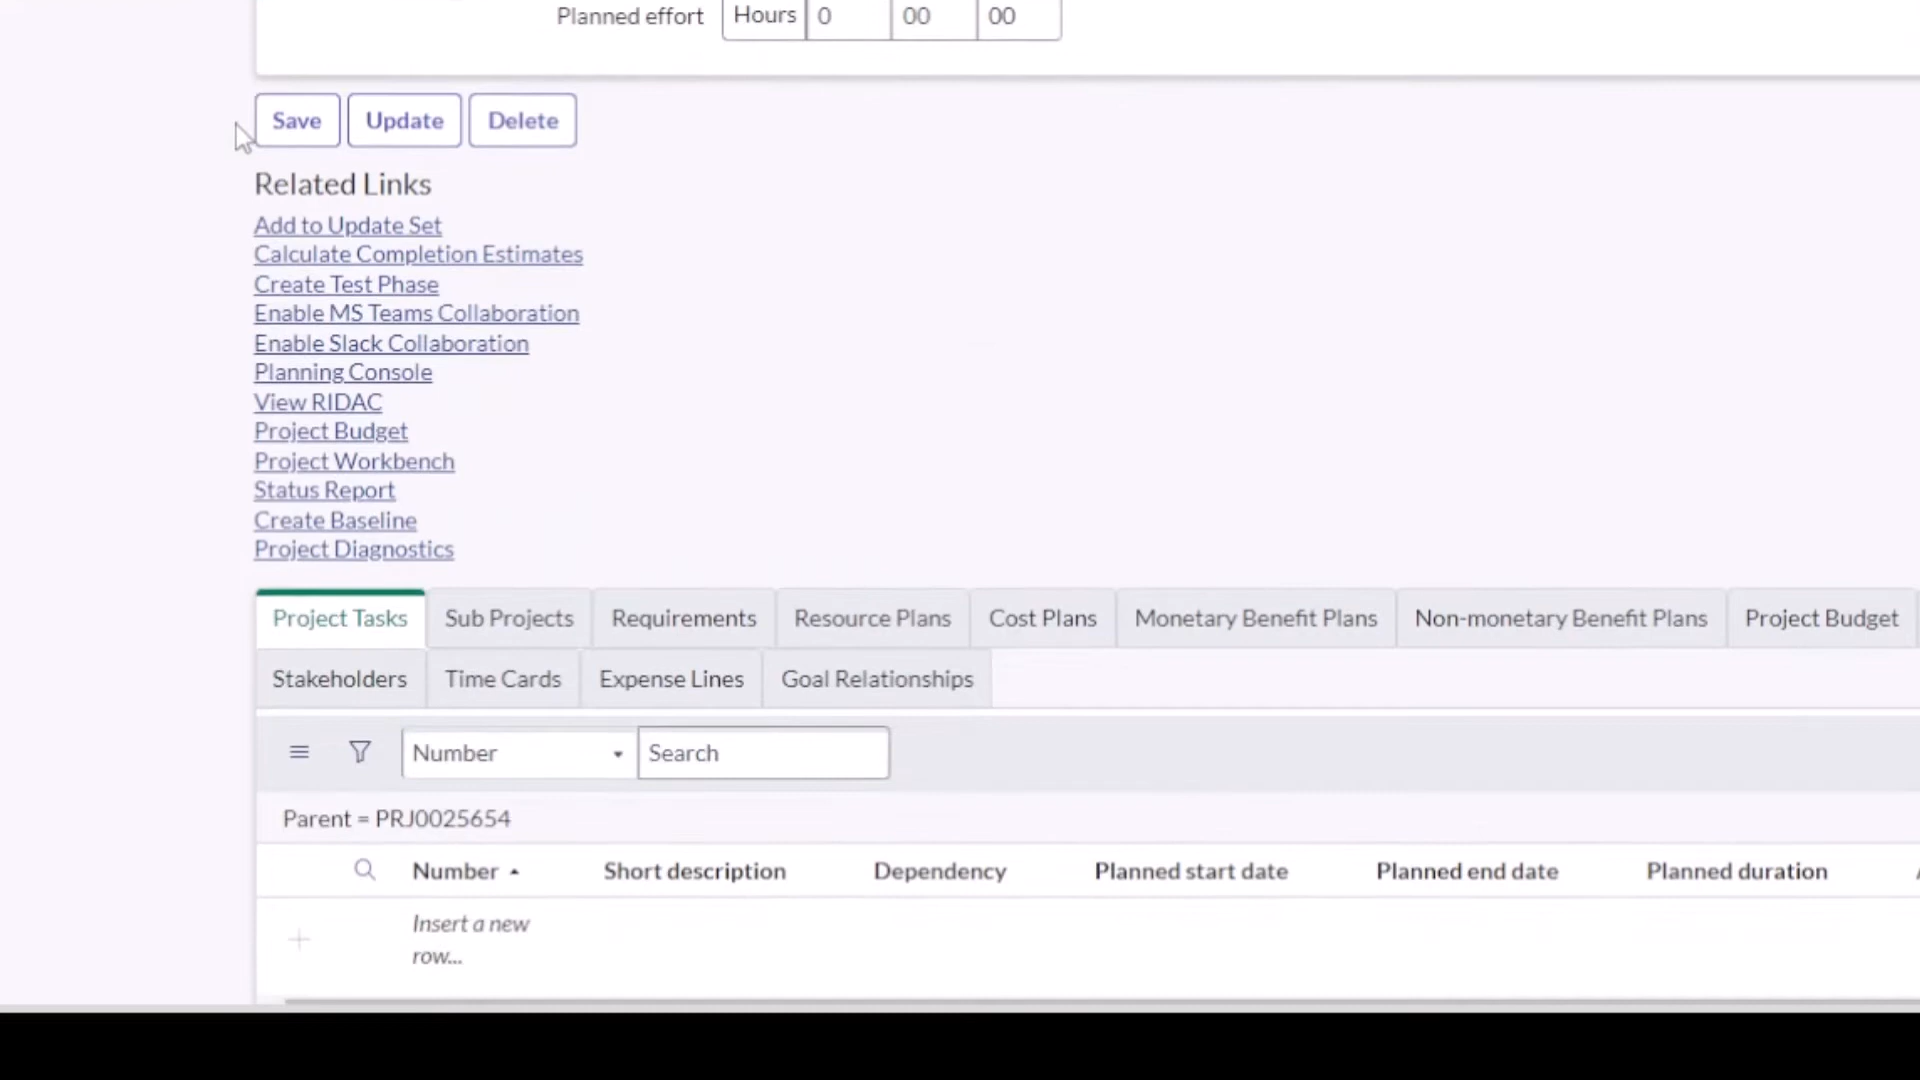 Planned effort Hours 0 00 00
Save Update Delete
Related Links
Add to Update Set
Calculate Completion Estimates
Create Test Phase
Enable MS Teams Collaboration
Enable Slack Collaboration
Planning Console
View RIDAC
Project Budget
Project Workbench
Status Report
Create Baseline
Project Diagnostics
Project Tasks Sub Projects Requirements Resource Plans Cost Plans Monetary Benefit Plans Non-monetary Benefit Plans Project Budget
Stakeholders Time Cards Expense Lines Goal Relationships
Number Search
Parent = PRJ0025654
Number Short description Dependency Planned start date Planned end date Planned duration
Insert a new
row...